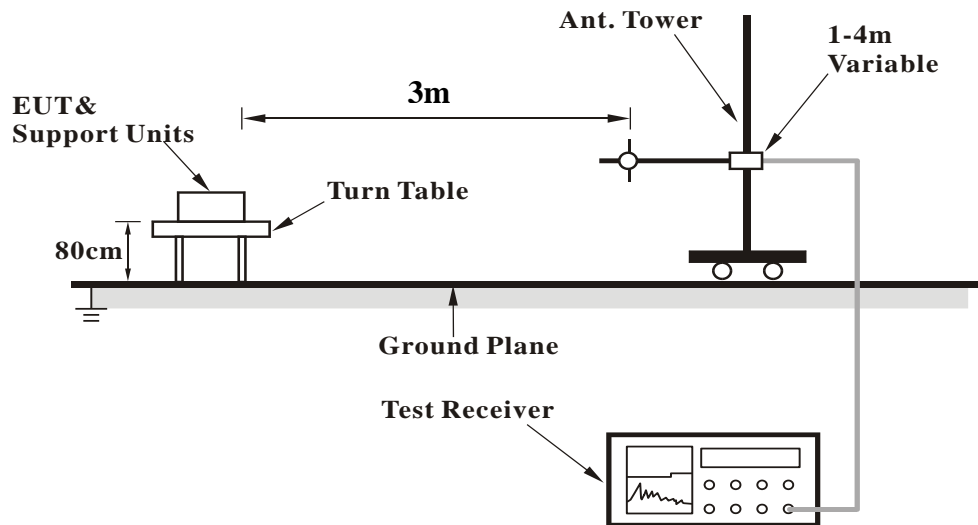 Ant. Tower
1-4m
Variable
3m
EUT&
Support Units
Turn Table
80cm
Ground Plane
Test Receiver